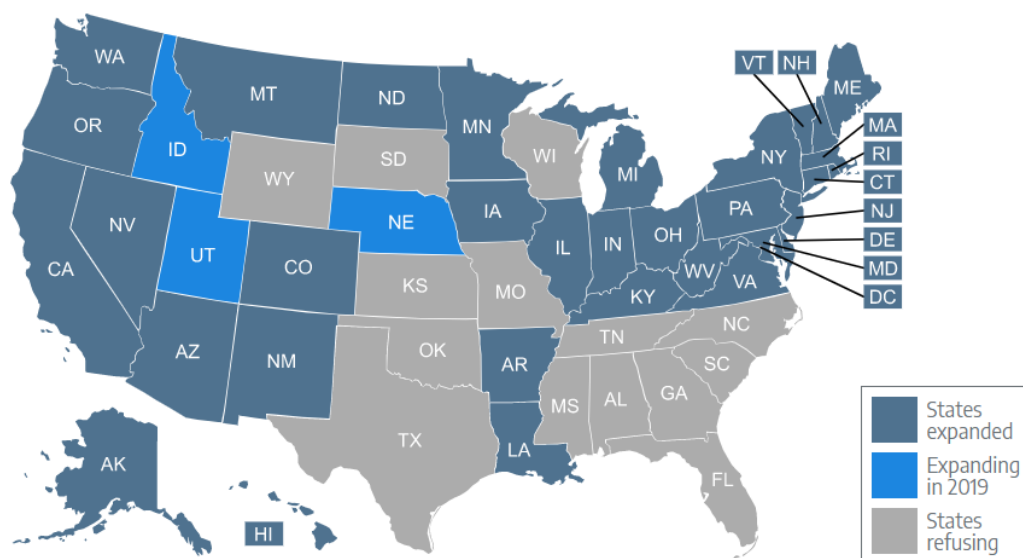 WA
MT
ND
MN
VT
NH
ME
OR
ID
SD
WI
MA
NY
RI
WY
MI
CT
IA
PA
NJ
NV
NE
OH
DE
UT
IL
IN
CA
CO
WV
MD
VA
KS
MO
KY
DC
NC
TN
AZ
NM
OK
AR
SC
MS
AL
GA
TX
LA
AK
FL
HI
States
expanded
Expanding
in 2019
States
refusing